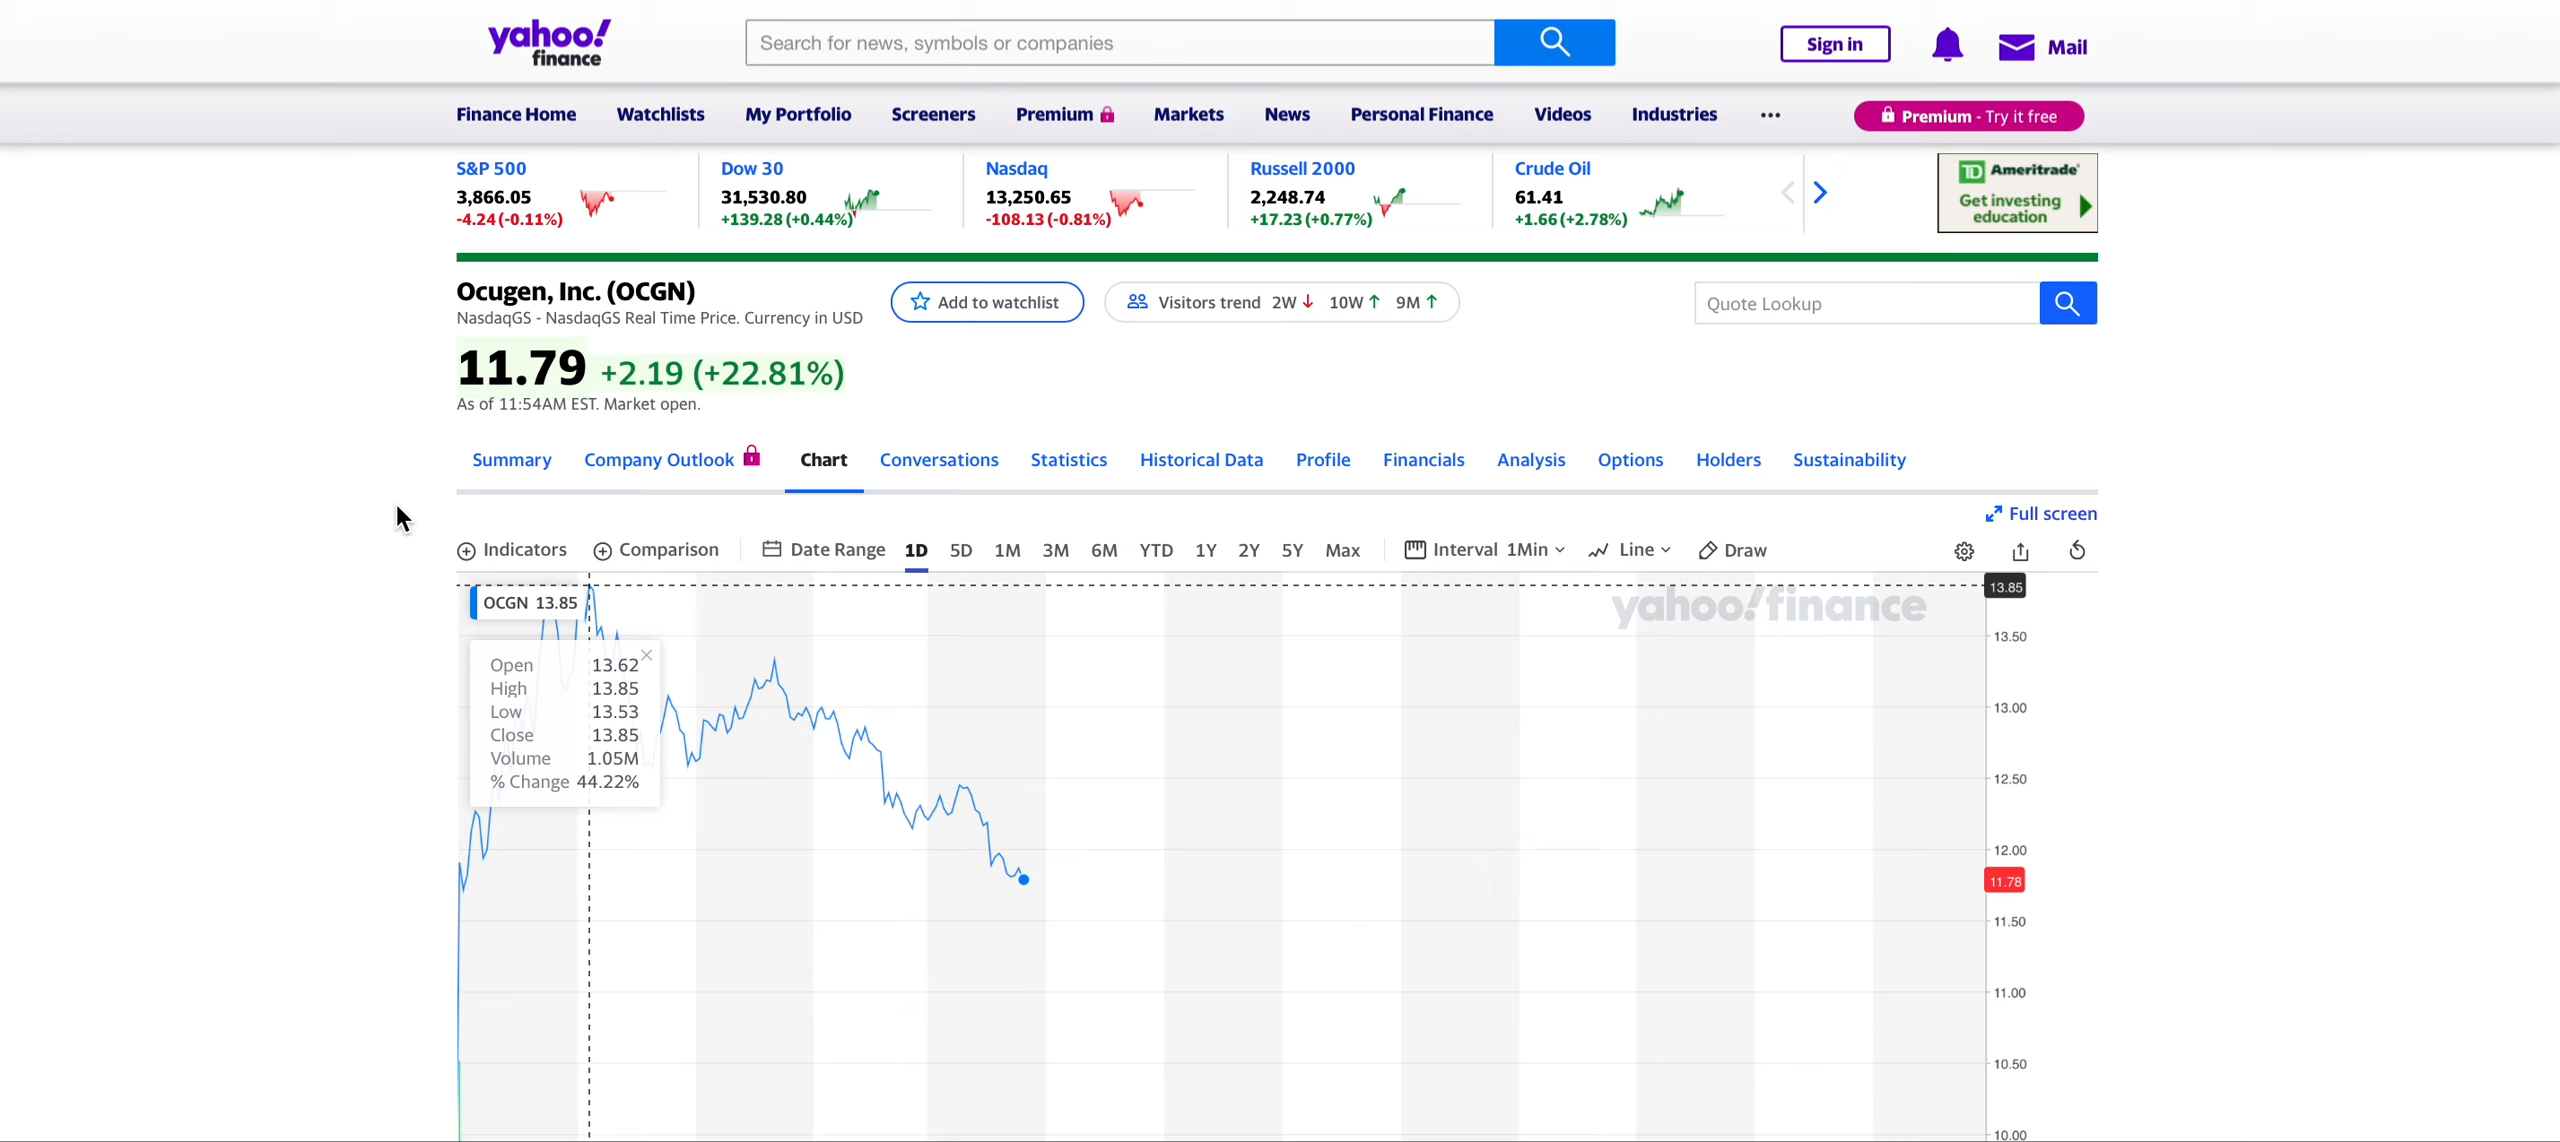 yahoo!
finance
Search for news, symbols or companies
Sign in
Mail
Finance Home Watchlists My Portfolio Screeners Premium Markets News Personal Finance Videos Industries ••• Premium - Try it free
S&P 500
3,866.05
-4.24 (-0.11%)
Dow 30
31,530.80
+139.28 (+0.44%)
Nasdaq
13,250.65
-108.13 (-0.81%)
Russell 2000
2,248.74
+17.23 (+0.77%)
Crude Oil
61.41
+1.66 (+2.78%)
TD Ameritrade
Get investing
education
Ocugen, Inc. (OCGN)
NasdaqGS - NasdaqGS Real Time Price. Currency in USD
Add to watchlist
Visitors trend 2W ↓ 10W ↑ 9M ↑
Quote Lookup
11.79 +2.19 (+22.81%)
As of 11:54AM EST. Market open.
Summary Company Outlook Chart Conversations Statistics Historical Data Profile Financials Analysis Options Holders Sustainability
Full screen
Indicators Comparison Date Range 1D 5D 1M 3M 6M YTD 1Y 2Y 5Y Max Interval 1Min Line Draw
OCGN 13.85
Open 13.62
High 13.85
Low 13.53
Close 13.85
Volume 1.05M
% Change 44.22%
yahoo!finance
13.85
13.50
13.00
12.50
12.00
11.78
11.50
11.00
10.50
10.00